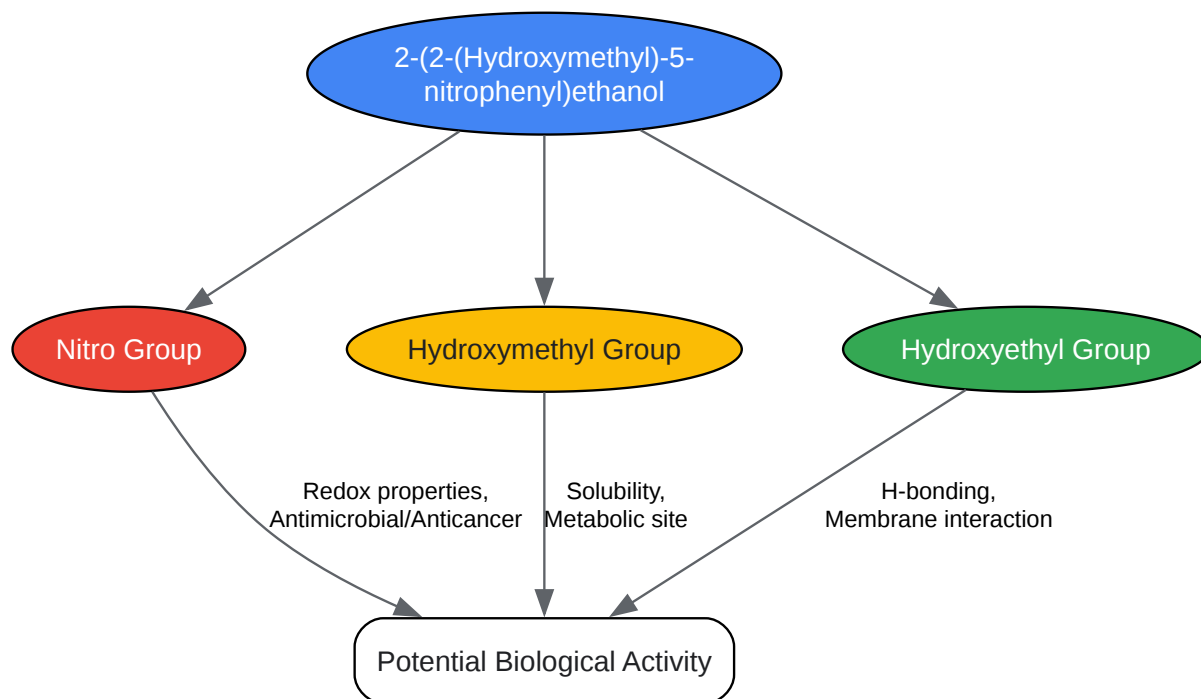 2-(2-(Hydroxymethyl)-5-
nitrophenyl)ethanol
Nitro Group
Hydroxymethyl Group
Hydroxyethyl Group
Redox properties,
Antimicrobial/Anticancer
Solubility,
Metabolic site
H-bonding,
Membrane interaction
Potential Biological Activity